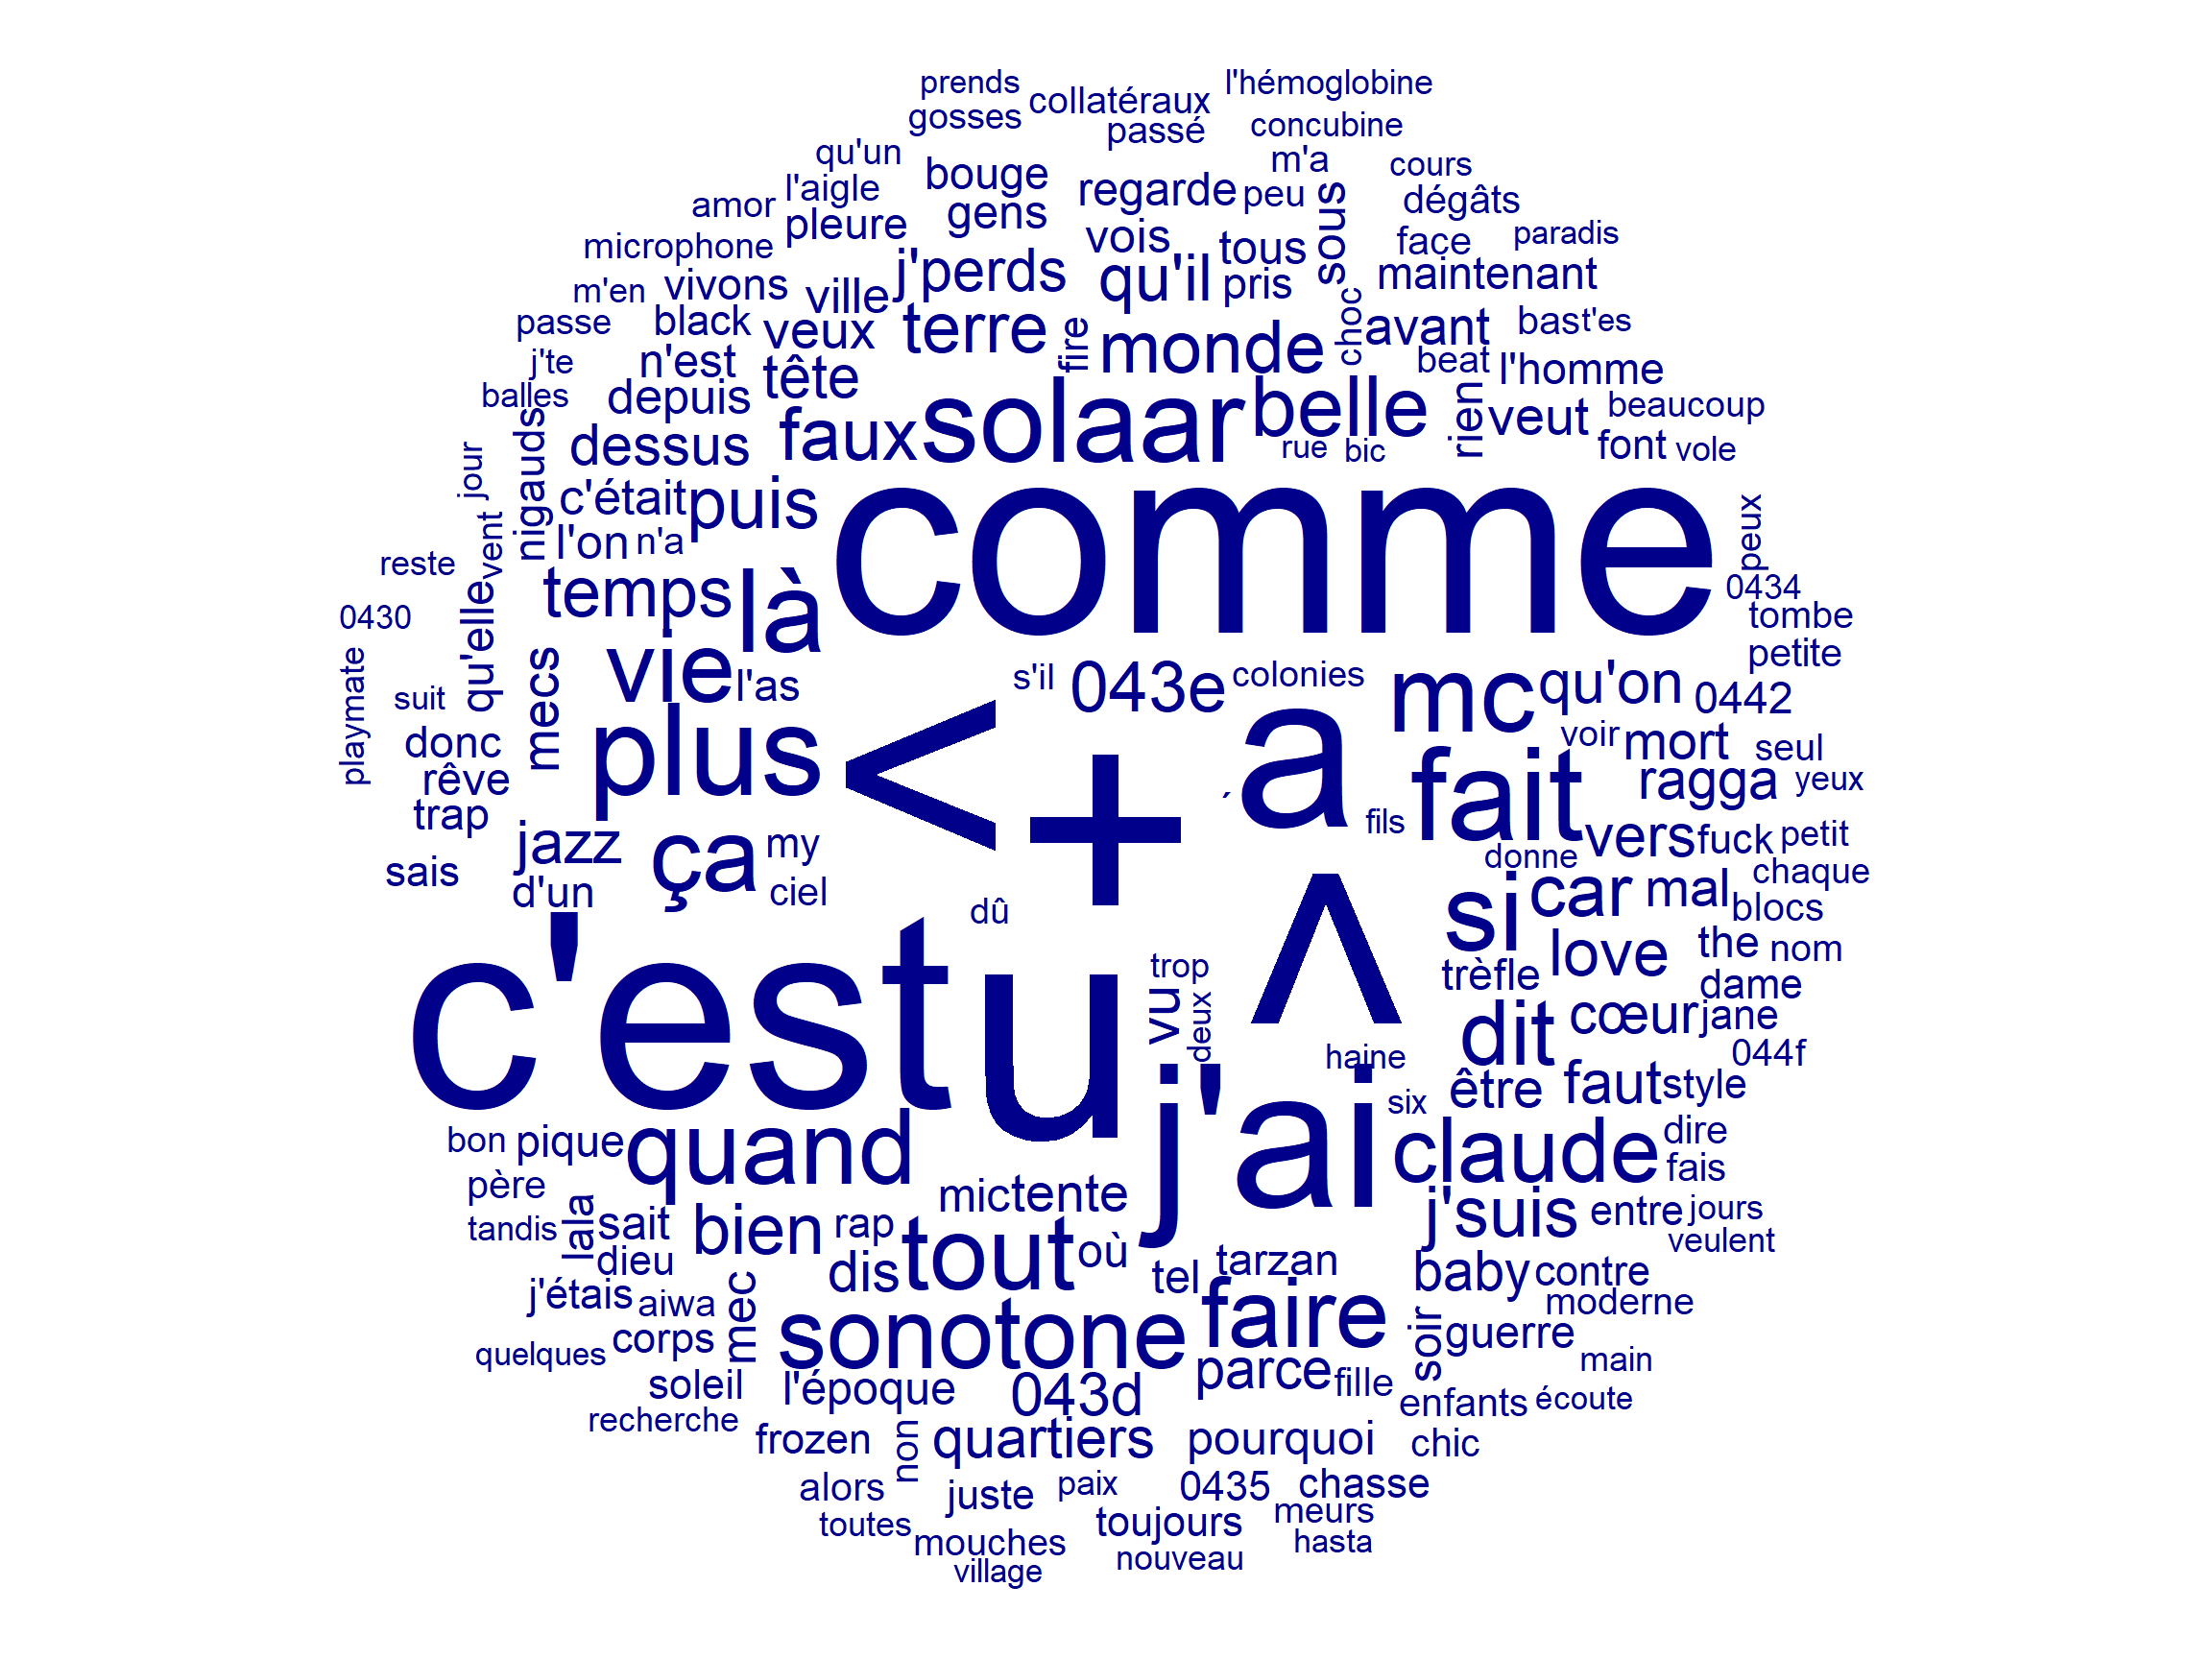 prends
collatéraux
l'hémoglobine
gosses
passé
concubine
qu'un
bouge
m'a
cours
l'aigle
regarde
peu
sous
dégâts
amor
pleure
gens
vois
tous
face
paradis
microphone
j'perds
qu'il
pris
maintenant
m'en
vivons
ville
choc
passe
black
veux
terre
fire
monde
avant
bas
t'es
j'te
n'est
tête
beat
l'homme
balles
depuis
faux
solaar
belle
rien
veut
beaucoup
nigauds
dessus
rue
bic
font
vole
jour
c'était
puis
comme
peux
vent
l'on
n'a
reste
qu'elle
temps
là
0434
0430
tombe
petite
playmate
suit
mecs
vie
l'as
s'il
043e
colonies
mc
qu'on
0442
donc
plus
<
+
a
voir
mort
seul
rêve
´
fils
fait
ragga
yeux
trap
jazz
ça
my
vers
fuck
petit
sais
d'un
ciel
donne
chaque
dû
^
si
car
mal
blocs
c'est
u
trop
love
the
nom
vu
deux
trèfle
dame
dit
cœur
jane
haine
044f
j'ai
six
être
faut
style
bon
pique
quand
claude
dire
père
mic
tente
fais
tandis
lala
sait
bien
rap
j'suis
entre
jours
dieu
dis
tout
où
veulent
j'étais
aiwa
mec
tel
tarzan
baby
contre
moderne
quelques
corps
sonotone
faire
soir
guerre
soleil
l'époque
043d
parce
fille
main
recherche
enfants
écoute
frozen
non
quartiers
pourquoi
chic
alors
juste
paix
0435
chasse
toutes
toujours
meurs
mouches
nouveau
hasta
village